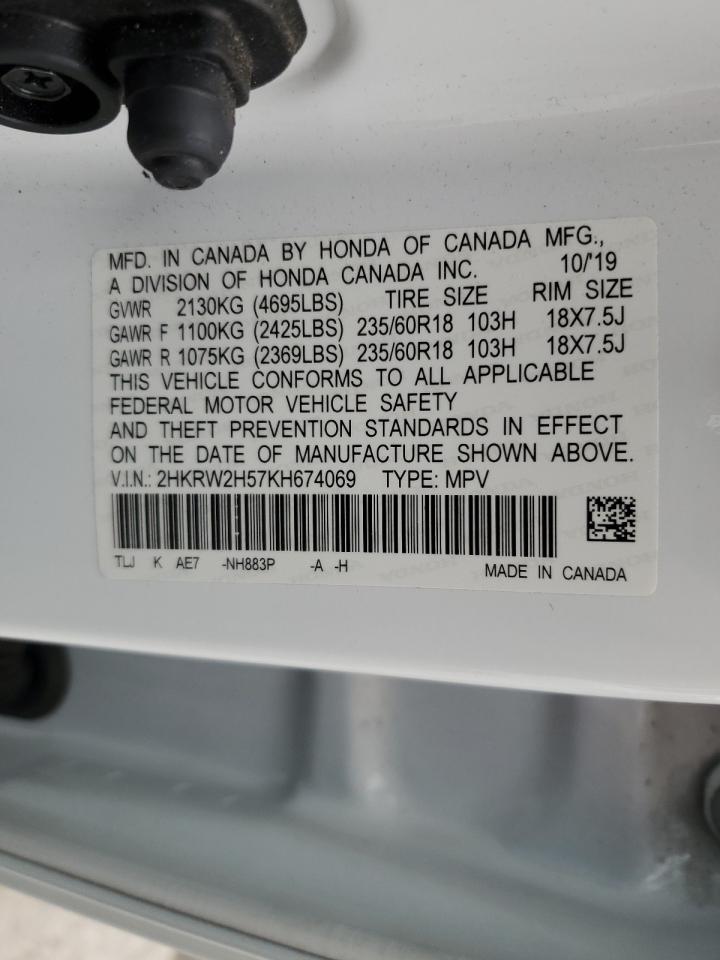 MFD. IN CANADA BY HONDA OF CANADA MFG.,
A DIVISION OF HONDA CANADA INC. 10/'19
GVWR 2130KG (4695LBS) TIRE SIZE RIM SIZE
GAWR F 1100KG (2425LBS) 235/60R18 103H 18X7.5J
GAWR R 1075KG (2369LBS) 235/60R18 103H 18X7.5J
THIS VEHICLE CONFORMS TO ALL APPLICABLE
FEDERAL MOTOR VEHICLE SAFETY
AND THEFT PREVENTION STANDARDS IN EFFECT
ON THE DATE OF MANUFACTURE SHOWN ABOVE.
V.I.N.: 2HKRW2H57KH674069 TYPE: MPV
TLJ K AE7 -NH883P -A -H
MADE IN CANADA